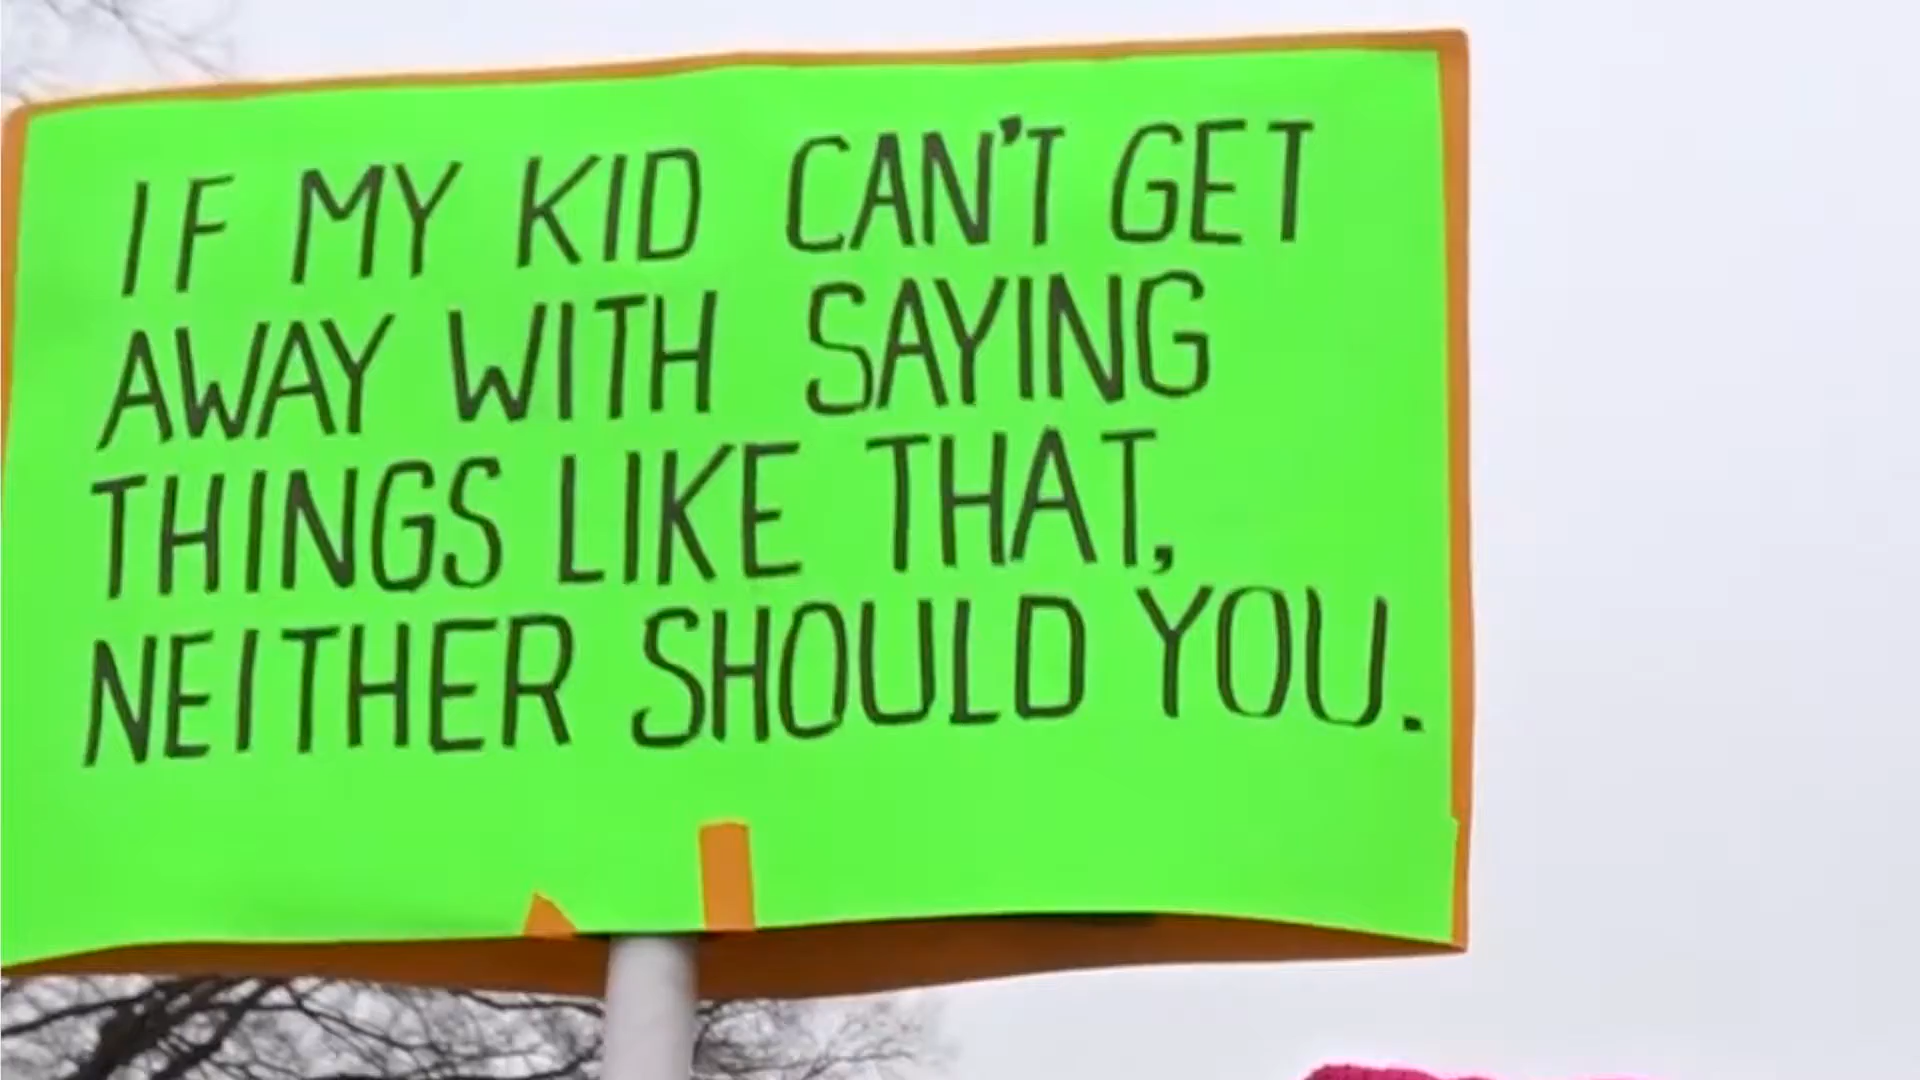 IF MY KID CAN'T GET
AWAY WITH SAYING
THINGS LIKE THAT,
NEITHER SHOULD YOU.